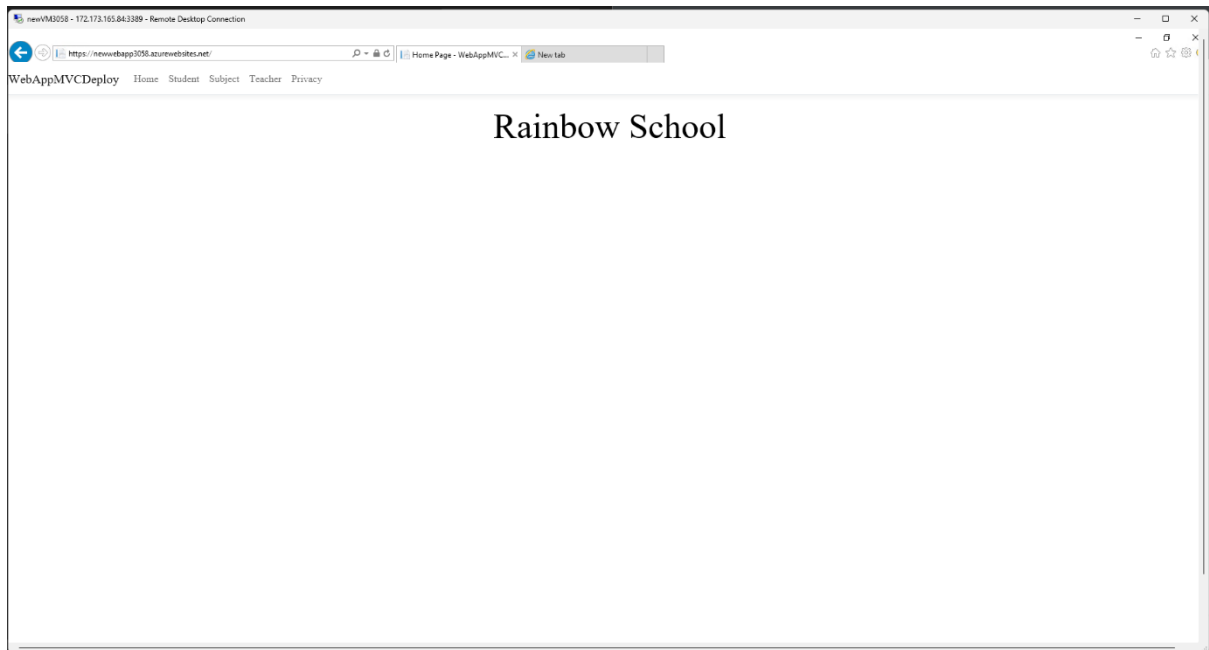 newVM3058 - 172.173.165.84:3389 - Remote Desktop Connection
https://newwebapp3058.azurewebsites.net/
Home Page - WebAppMVC...
New tab
WebAppMVCDeploy Home Student Subject Teacher Privacy
Rainbow School